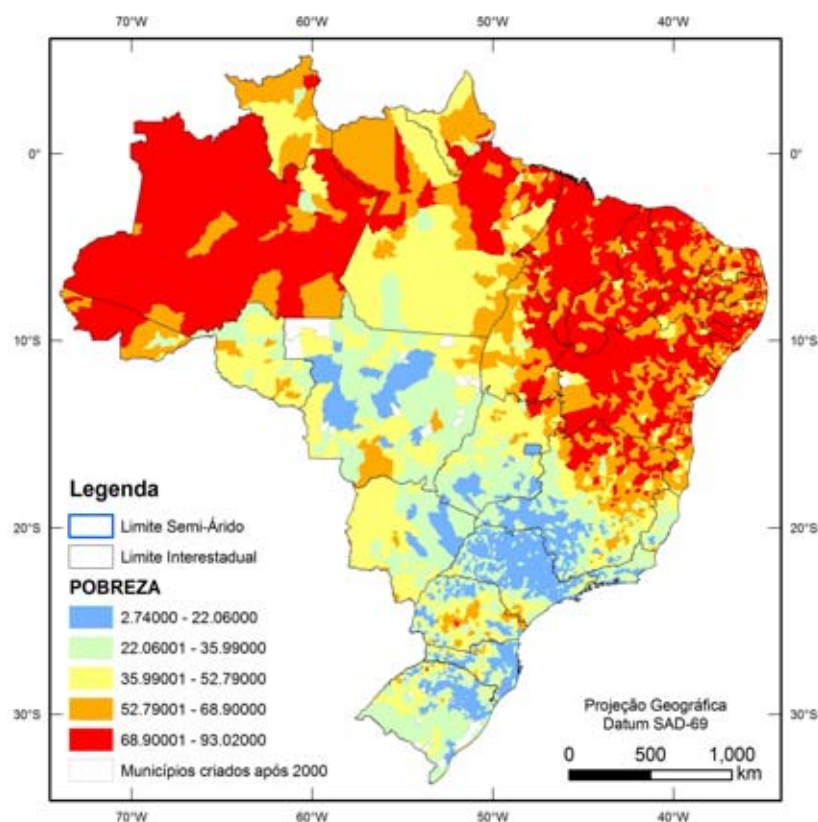 70°W 60°W 50°W 40°W
0° 0°
10°S 10°S
20°S 20°S
30°S 30°S
Legenda
Limite Semi-Árido
Limite Interestadual
POBREZA
2.74000 - 22.06000
22.06001 - 35.99000
35.99001 - 52.79000
52.79001 - 68.90000
68.90001 - 93.02000
Municípios criados após 2000
Projeção Geográfica
Datum SAD-69
0 500 1,000
km
70°W 60°W 50°W 40°W